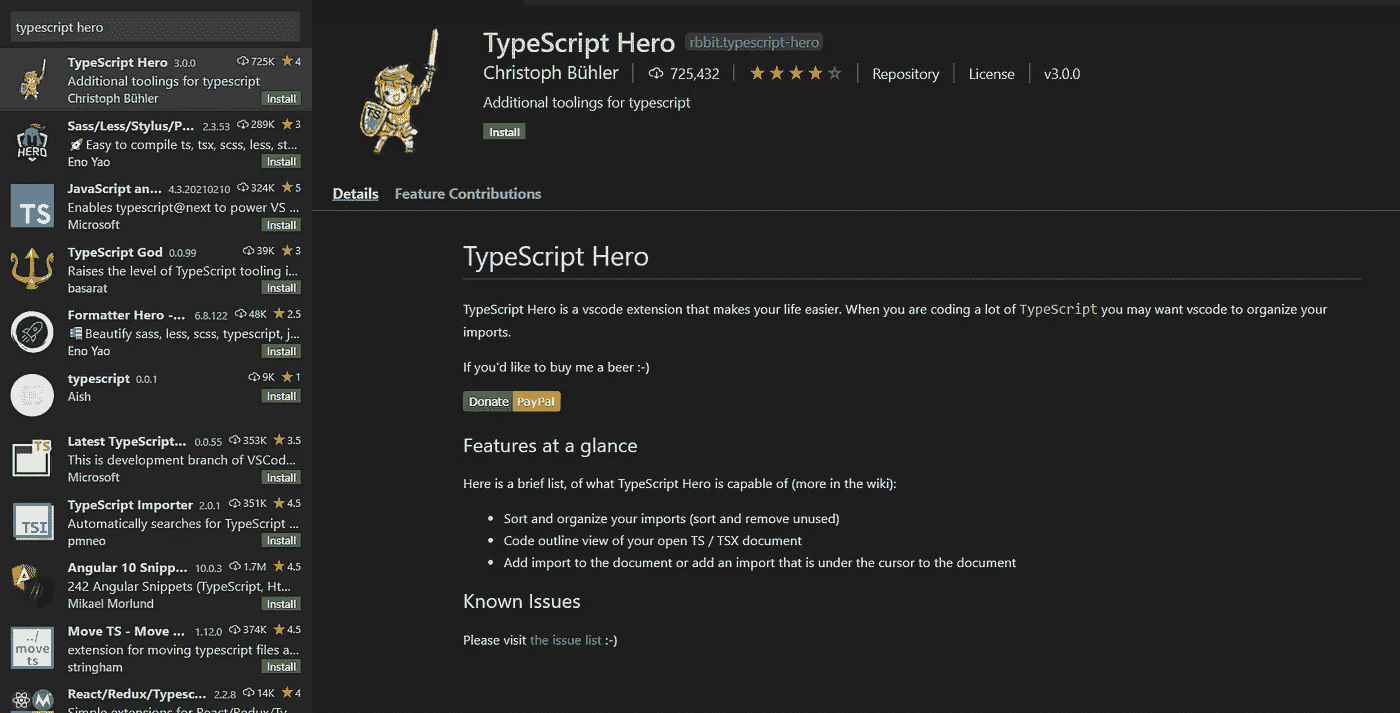 typescript hero
TypeScript Hero 3.0.0 725K 4
Additional toolings for typescript
Christoph Bühler Install
Sass/Less/Stylus/P... 2.3.53 289K 3
Easy to compile ts, tsx, scss, less, st...
Eno Yao Install
HERO
JavaScript an... 4.3.20210210 324K 5
Enables typescript@next to power VS ...
Microsoft Install
TS
TypeScript God 0.0.99 39K 3
Raises the level of TypeScript tooling i...
basarat Install
Formatter Hero -... 6.8.122 48K 2.5
Beautify sass, less, scss, typescript, j...
Eno Yao Install
typescript 0.0.1 9K 1
Aish Install
Latest TypeScript... 0.0.55 353K 3.5
This is development branch of VSCod...
Microsoft Install
TS
TypeScript Importer 2.0.1 351K 4.5
Automatically searches for TypeScript ...
pmneo Install
TSI
Angular 10 Snipp... 10.0.3 1.7M 4.5
242 Angular Snippets (TypeScript, Ht...
Mikael Morlund Install
A
Move TS - Move ... 1.12.0 374K 4.5
extension for moving typescript files a...
stringham Install
../
move
ts
React/Redux/Typesc... 2.2.8 14K 4
Simple extensions for React/Redux/Ty...
TypeScript Hero rbbit.typescript-hero
Christoph Bühler 725,432 Repository License v3.0.0
Additional toolings for typescript
Install
TS
Details Feature Contributions
TypeScript Hero
TypeScript Hero is a vscode extension that makes your life easier. When you are coding a lot of TypeScript you may want vscode to organize your
imports.
If you'd like to buy me a beer :-)
Donate PayPal
Features at a glance
Here is a brief list, of what TypeScript Hero is capable of (more in the wiki):
• Sort and organize your imports (sort and remove unused)
• Code outline view of your open TS / TSX document
• Add import to the document or add an import that is under the cursor to the document
Known Issues
Please visit the issue list :-)